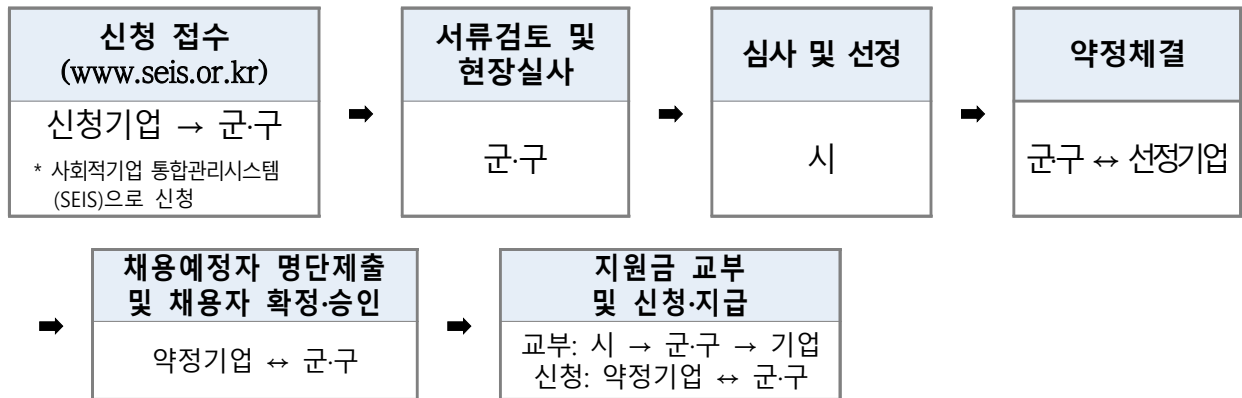 신청 접수
(www.seis.or.kr)
신청기업 → 군·구
* 사회적기업 통합관리시스템
(SEIS)으로 신청
➡
서류검토 및
현장실사
군·구
➡
심사 및 선정
시
➡
약정체결
군·구 ↔ 선정기업
➡
채용예정자 명단제출
및 채용자 확정·승인
약정기업 ↔ 군·구
➡
지원금 교부
및 신청·지급
교부: 시 → 군·구 → 기업
신청: 약정기업 ↔ 군·구